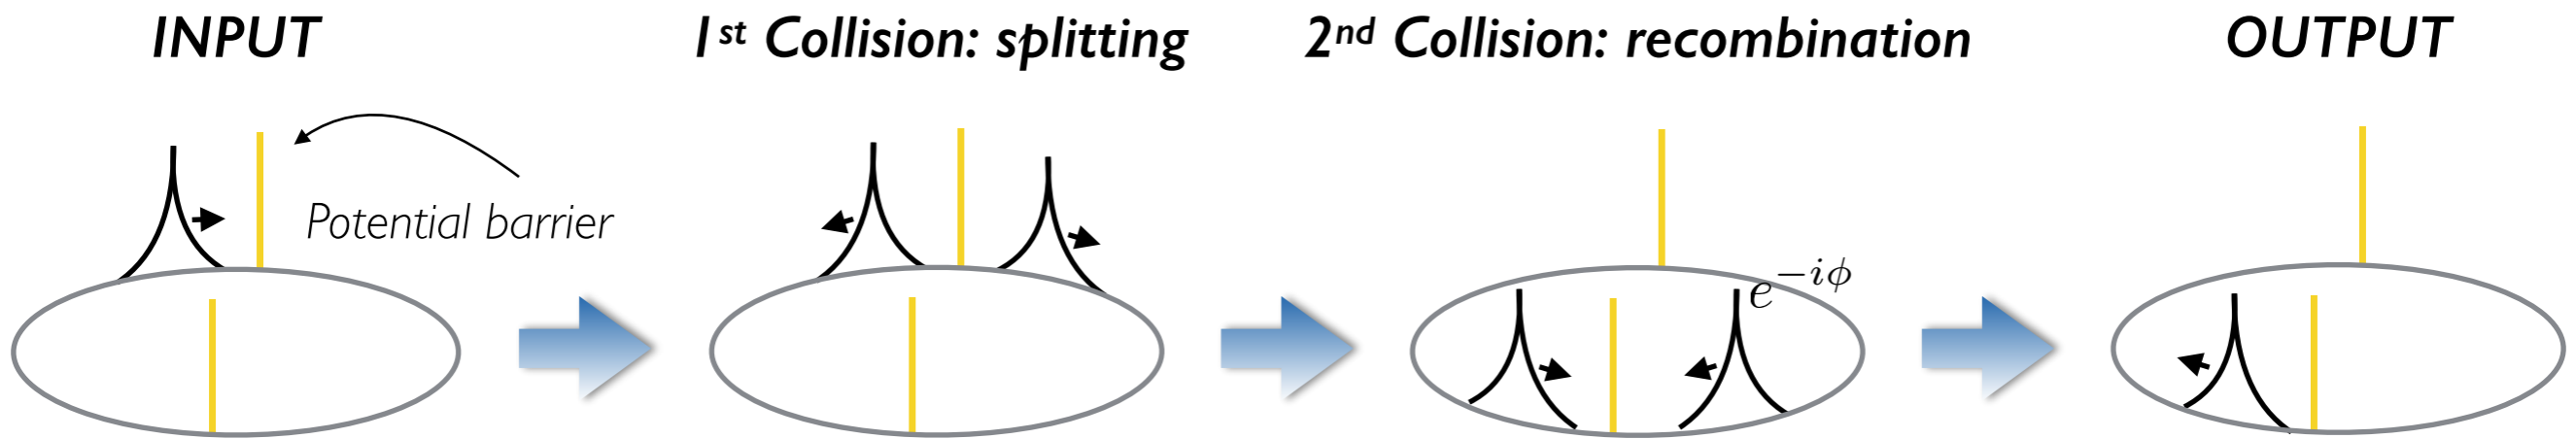 INPUT
1st Collision: splitting
2nd Collision: recombination
OUTPUT
Potential barrier
e^{-iϕ}